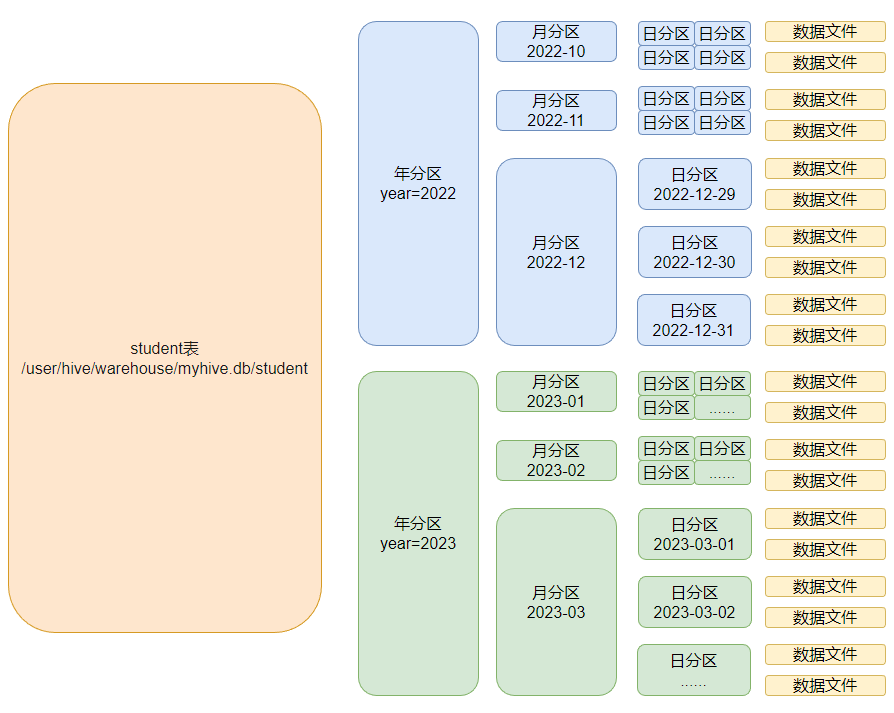 student表
/user/hive/warehouse/myhive.db/student
年分区
year=2022
月分区
2022-10
日分区 日分区
日分区 日分区
数据文件
数据文件
月分区
2022-11
日分区 日分区
日分区 日分区
数据文件
数据文件
月分区
2022-12
日分区
2022-12-29
数据文件
数据文件
日分区
2022-12-30
数据文件
数据文件
日分区
2022-12-31
数据文件
数据文件
年分区
year=2023
月分区
2023-01
日分区 日分区
日分区 ......
数据文件
数据文件
月分区
2023-02
日分区 日分区
日分区 ......
数据文件
数据文件
月分区
2023-03
日分区
2023-03-01
数据文件
数据文件
日分区
2023-03-02
数据文件
数据文件
日分区
......
数据文件
数据文件